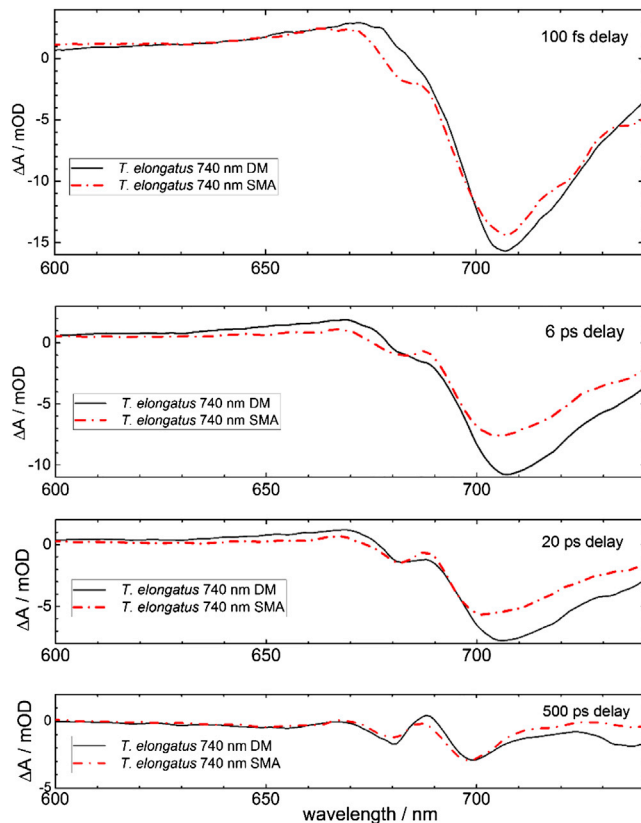 100 fs delay
0
-5
-10
-15
ΔA / mOD
T. elongatus 740 nm DM
T. elongatus 740 nm SMA
600
650
700
6 ps delay
0
-5
-10
ΔA / mOD
T. elongatus 740 nm DM
T. elongatus 740 nm SMA
600
650
700
20 ps delay
0
-5
ΔA / mOD
T. elongatus 740 nm DM
T. elongatus 740 nm SMA
600
650
700
500 ps delay
0
-5
ΔA / mOD
T. elongatus 740 nm DM
T. elongatus 740 nm SMA
600
650
700
wavelength / nm